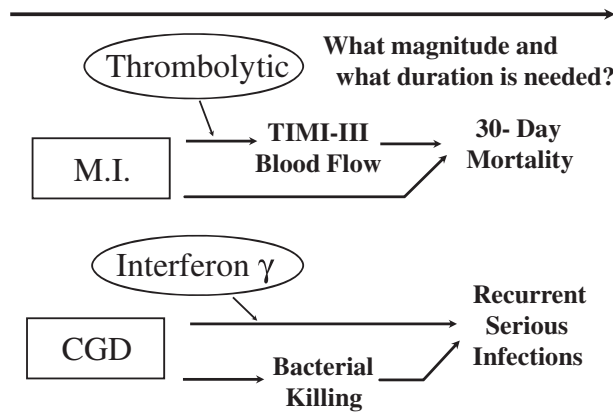 What magnitude and
what duration is needed?
Thrombolytic
M.I.
TIMI-III
Blood Flow
30- Day
Mortality
Interferon γ
CGD
Bacterial
Killing
Recurrent
Serious
Infections